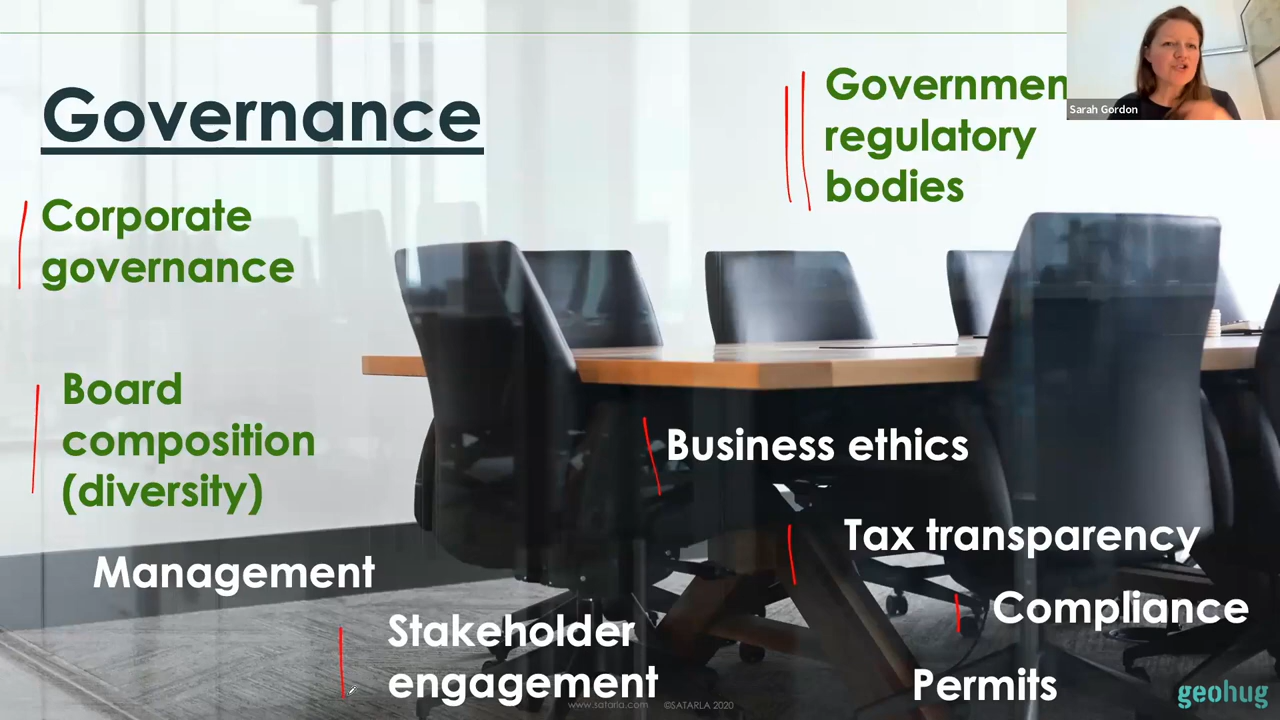 Governance
Governmen
regulatory
bodies
Sarah Gordon
Corporate
governance
Board
composition
(diversity)
Business ethics
Tax transparency
Management
Compliance
Stakeholder
engagement
Permits
www.satarla.com ©SATARLA 2020
geohug